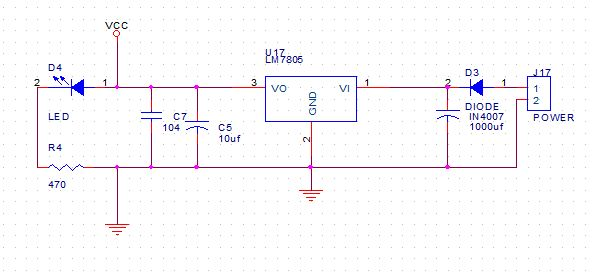 VCC
U17
LM7805
D4
D3
J17
2
1
3
VO
VI
1
2
1
1
2
GND
LED
C7
104
C5
10uf
DIODE
IN4007
1000uf
POWER
2
R4
470